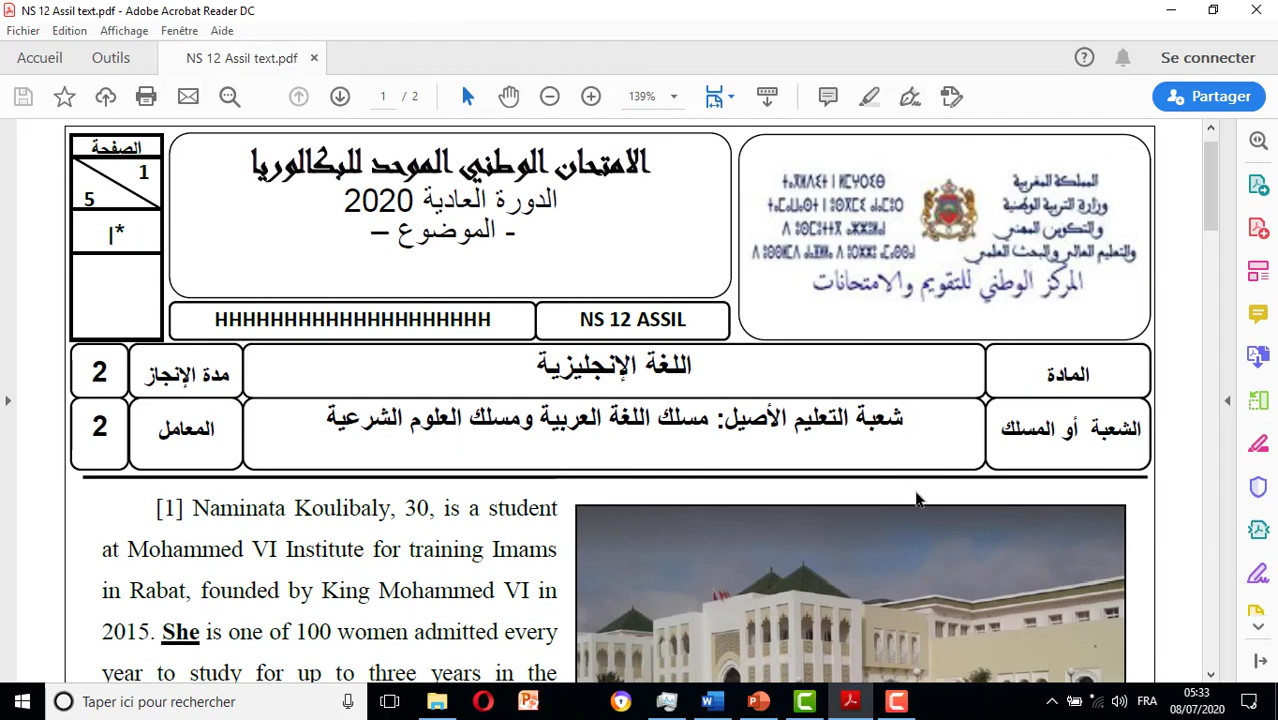 NS 12 Assil text.pdf - Adobe Acrobat Reader DC
Fichier Edition Affichage Fenêtre Aide
Accueil Outils NS 12 Assil text.pdf × Se connecter
1 / 2 139% Partager
الصفحة
1
5
*ا
الامتحان الوطني الموحد للبكالوريا
الدورة العادية 2020
- الموضوع –
المملكة المغربية
وزارة التربية الوطنية
والتكوين المهني
والتعليم العالي والبحث العلمي
المركز الوطني للتقويم والامتحانات
HHHHHHHHHHHHHHHHHHHH NS 12 ASSIL
المادة اللغة الإنجليزية مدة الإنجاز 2
الشعبة أو المسلك شعبة التعليم الأصيل: مسلك اللغة العربية ومسلك العلوم الشرعية المعامل 2
[1] Naminata Koulibaly, 30, is a student
at Mohammed VI Institute for training Imams
in Rabat, founded by King Mohammed VI in
2015. She is one of 100 women admitted every
year to study for up to three years in the
Taper ici pour rechercher FRA 05:33
08/07/2020